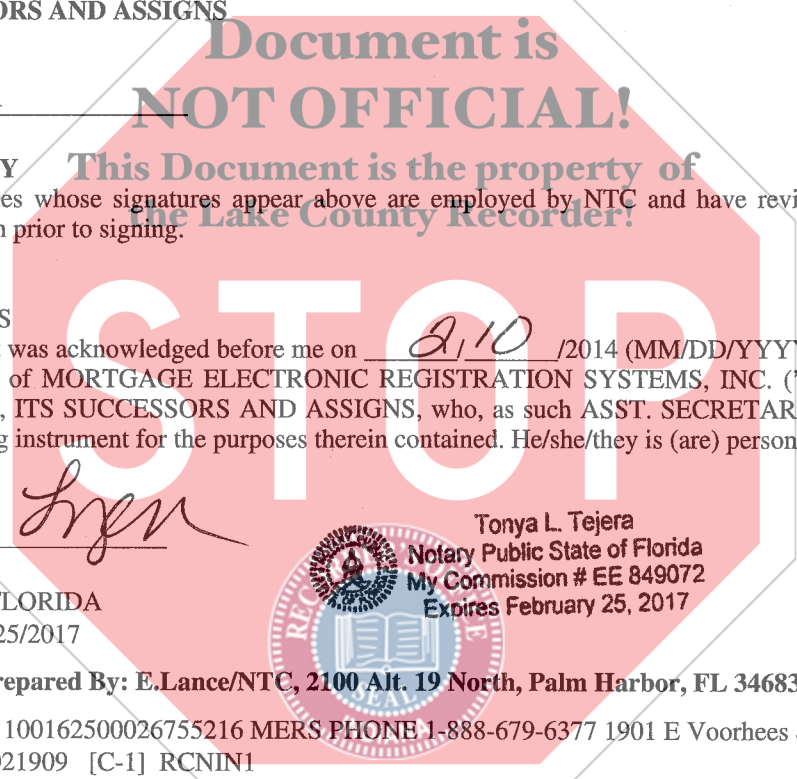 ORS AND ASSIGNS
Document is
NOT OFFICIAL!
Y
This Document is the property of
es whose signatures appear above are employed by NTC and have revi
the Lake County Recorder!
n prior to signing.
STOP
S
t was acknowledged before me on 2/10 /2014 (MM/DD/YYYY
of MORTGAGE ELECTRONIC REGISTRATION SYSTEMS, INC. ("
, ITS SUCCESSORS AND ASSIGNS, who, as such ASST. SECRETAR
g instrument for the purposes therein contained. He/she/they is (are) person
Tonya L. Tejera
Notary Public State of Florida
My Commission # EE 849072
Expires February 25, 2017
FLORIDA
25/2017
SEAL
repared By: E.Lance/NTC, 2100 Alt. 19 North, Palm Harbor, FL 34683
100162500026755216 MERS PHONE 1-888-679-6377 1901 E Voorhees
021909 [C-1] RCNIN1